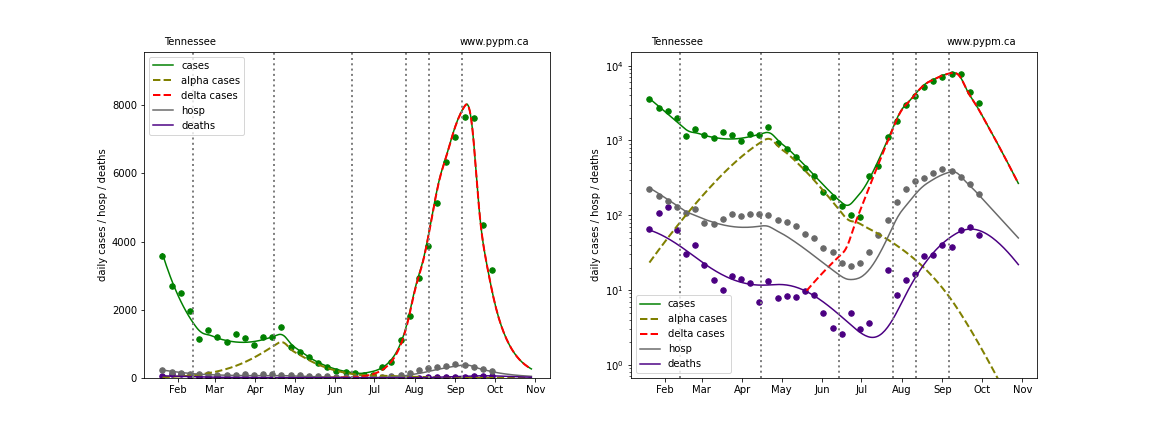 Tennessee www.pypm.ca
cases
alpha cases
delta cases
hosp
deaths
daily cases / hosp / deaths
8000
6000
4000
2000
0
Feb Mar Apr May Jun Jul Aug Sep Oct Nov
Tennessee www.pypm.ca
daily cases / hosp / deaths
10⁴
10³
10²
10¹
10⁰
cases
alpha cases
delta cases
hosp
deaths
Feb Mar Apr May Jun Jul Aug Sep Oct Nov